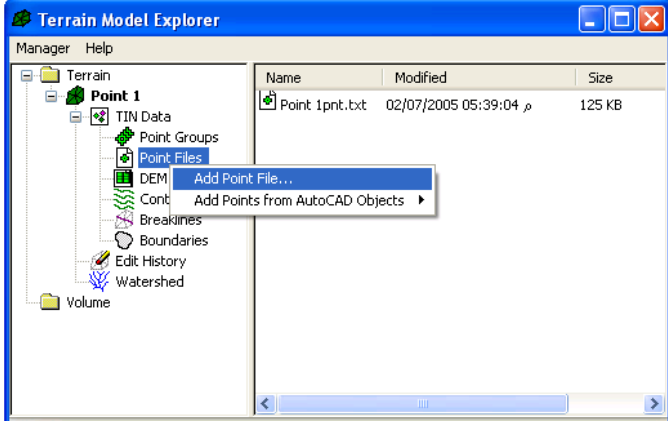 Terrain Model Explorer
Manager Help
Terrain
Point 1
TIN Data
Point Groups
Point Files
DEM
Cont
Breaklines
Boundaries
Edit History
Watershed
Volume
Add Point File...
Add Points from AutoCAD Objects
Name Modified Size
Point 1pnt.txt 02/07/2005 05:39:04 م 125 KB